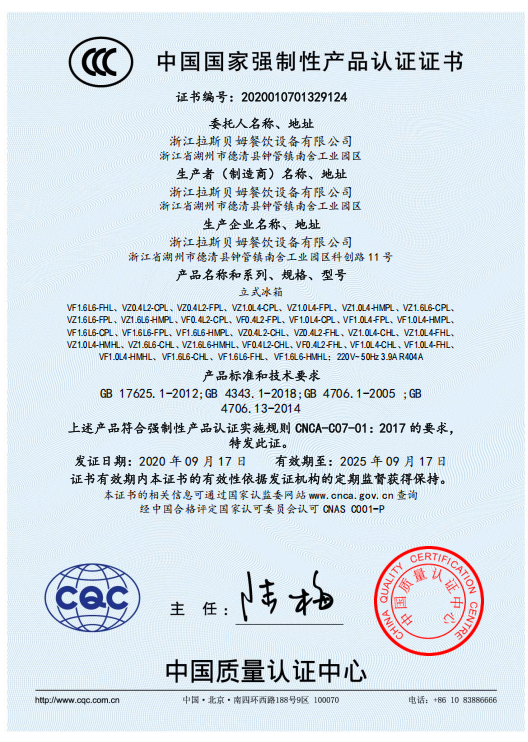 CCC
中国国家强制性产品认证证书
证书编号：2020010701329124
委托人名称、地址
浙江拉斯贝姆餐饮设备有限公司
浙江省湖州市德清县钟管镇南舍工业园区
生产者（制造商）名称、地址
浙江拉斯贝姆餐饮设备有限公司
浙江省湖州市德清县钟管镇南舍工业园区
生产企业名称、地址
浙江拉斯贝姆餐饮设备有限公司
浙江省湖州市德清县钟管镇南舍工业园区科创路 11 号
产品名称和系列、规格、型号
立式冰箱
VF1.6L6-FHL、VZ0.4L2-CPL、VZ0.4L2-FPL、VZ1.0L4-CPL、VZ1.0L4-FPL、VZ1.0L4-HMPL、VZ1.6L6-CPL、
VZ1.6L6-FPL、VZ1.6L6-HMPL、VF0.4L2-CPL、VF0.4L2-FPL、VF1.0L4-CPL、VF1.0L4-FPL、VF1.0L4-HMPL、
VF1.6L6-CPL、VF1.6L6-FPL、VF1.6L6-HMPL、VZ0.4L2-CHL、VZ0.4L2-FHL、VZ1.0L4-CHL、VZ1.0L4-FHL、
VZ1.0L4-HMHL、VZ1.6L6-CHL、VZ1.6L6-HMHL、VF0.4L2-CHL、VF0.4L2-FHL、VF1.0L4-CHL、VF1.0L4-FHL、
VF1.0L4-HMHL、VF1.6L6-CHL、VF1.6L6-FHL、VF1.6L6-HMHL；220V~ 50Hz 3.9A R404A
产品标准和技术要求
GB 17625.1-2012;GB 4343.1-2018;GB 4706.1-2005 ;GB
4706.13-2014
上述产品符合强制性产品认证实施规则 CNCA-C07-01：2017 的要求，
特发此证。
发证日期：2020 年 09 月 17 日 有效期至：2025 年 09 月 17 日
证书有效期内本证书的有效性依据发证机构的定期监督获得保持。
本证书的相关信息可通过国家认监委网站 www.cnca.gov.cn 查询
经中国合格评定国家认可委员会认可 CNAS C001-P
CQC
主 任：
陆梅
CHINA QUALITY CERTIFICATION CENTRE
中国质量认证中心
中国质量认证中心
http://www.cqc.com.cn 中国·北京·南四环西路188号9区 100070 电话：+86 10 83886666